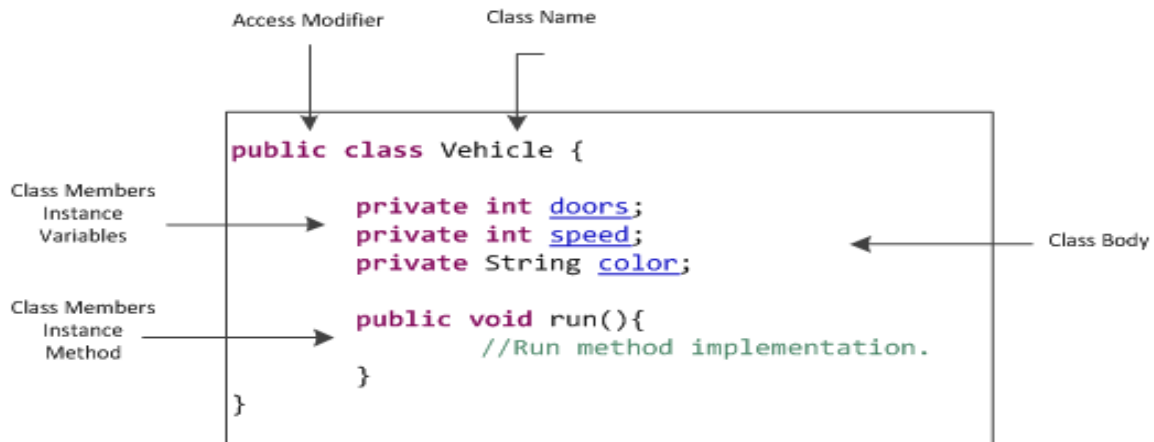 Access Modifier
Class Name
public class Vehicle {
Class Members
Instance
Variables
private int doors;
private int speed;
private String color;
Class Body
Class Members
Instance
Method
public void run(){
//Run method implementation.
}
}